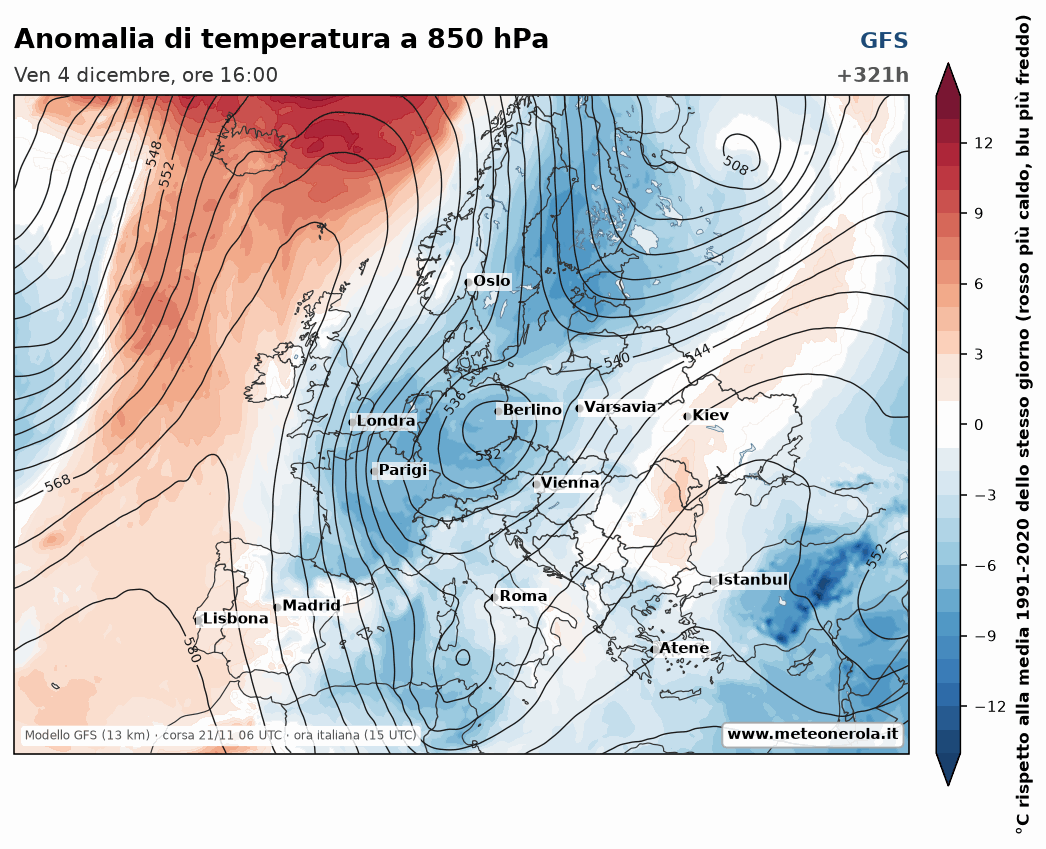 Anomalia di temperatura a 850 hPa
GFS
Ven 4 dicembre, ore 16:00
+321h
548
552
508
Oslo
544
540
536
Berlino
Varsavia
Kiev
Londra
532
Parigi
Vienna
568
552
Istanbul
Roma
Madrid
Lisbona
580
Atene
Modello GFS (13 km) · corsa 21/11 06 UTC · ora italiana (15 UTC)
www.meteonerola.it
12
9
6
3
0
−3
−6
−9
−12
°C rispetto alla media 1991-2020 dello stesso giorno (rosso più caldo, blu più freddo)